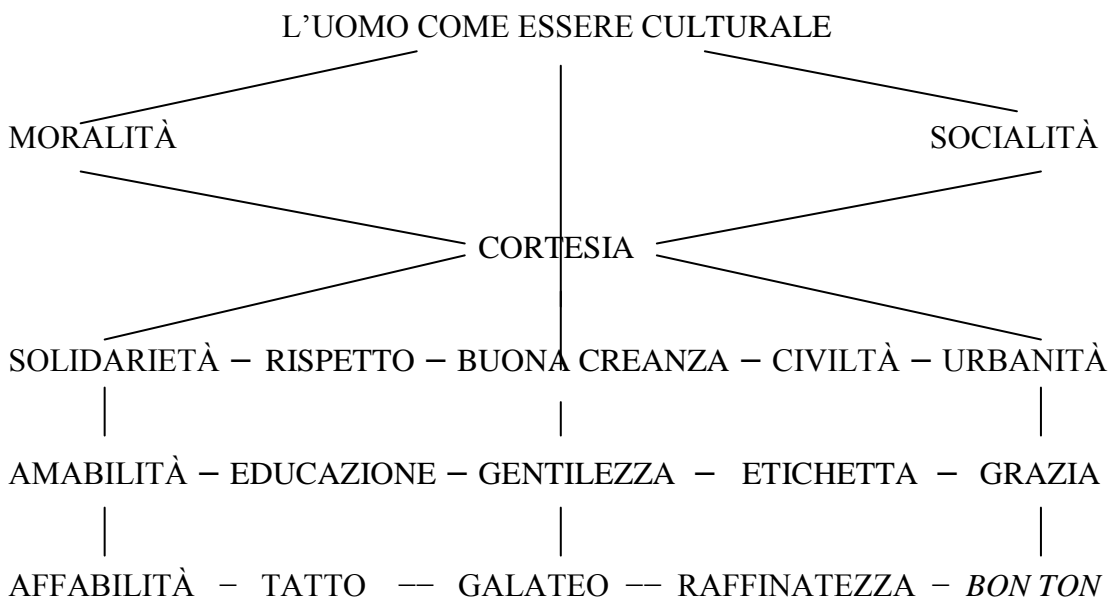 L'UOMO COME ESSERE CULTURALE
MORALITÀ SOCIALITÀ
CORTESIA
SOLIDARIETÀ – RISPETTO – BUONA CREANZA – CIVILTÀ – URBANITÀ
AMABILITÀ – EDUCAZIONE – GENTILEZZA – ETICHETTA – GRAZIA
AFFABILITÀ – TATTO –– GALATEO –– RAFFINATEZZA – BON TON